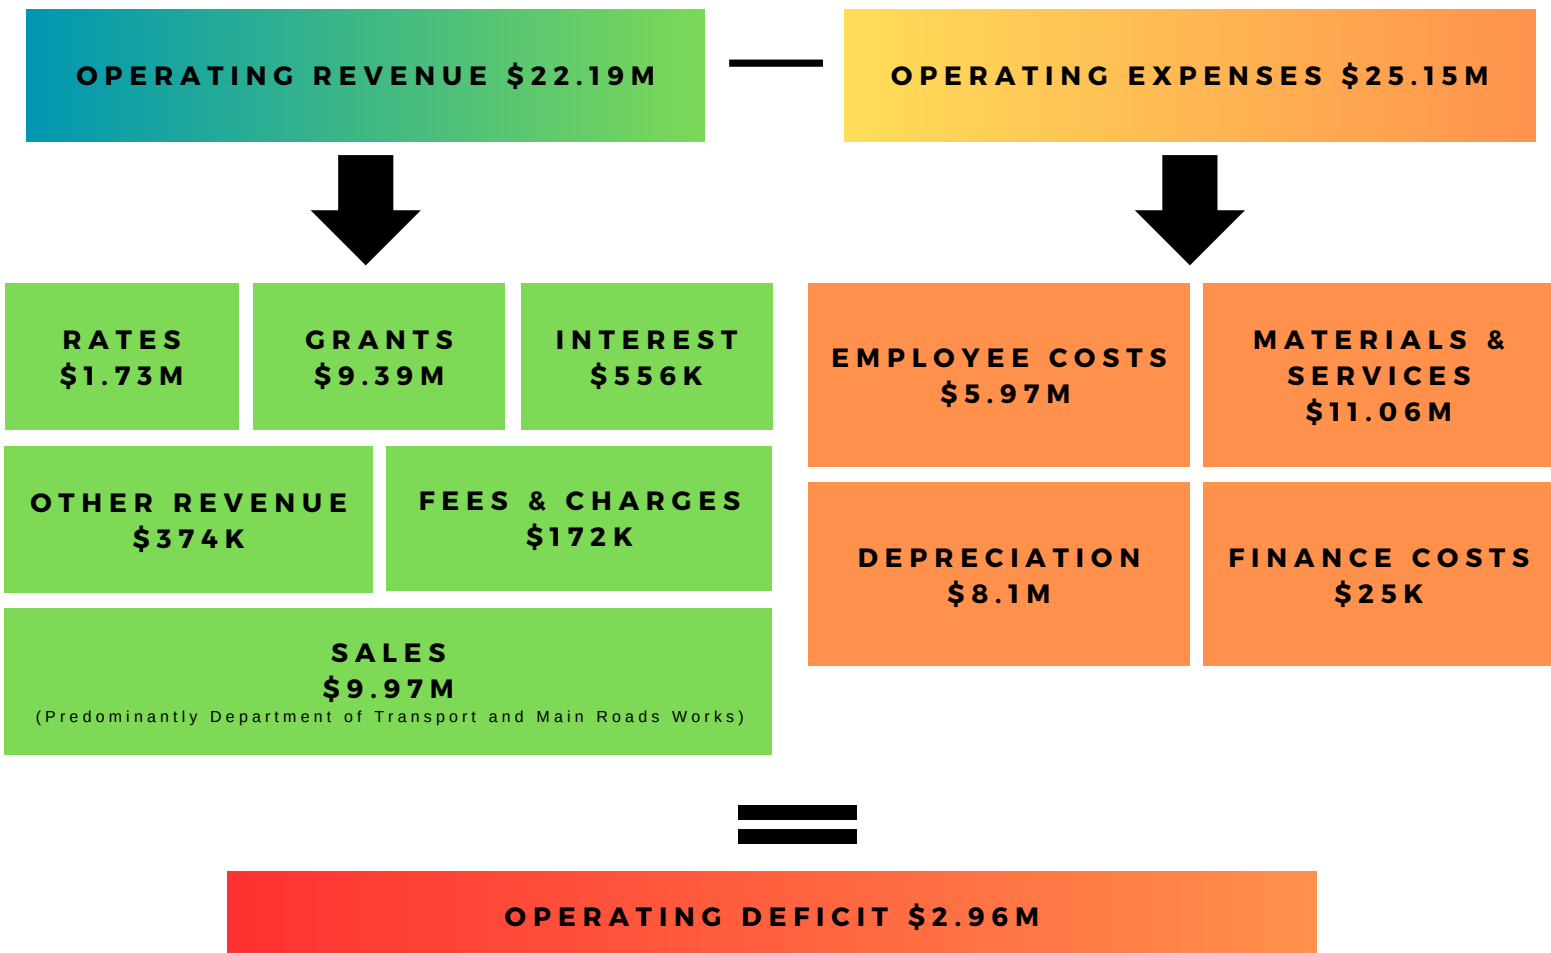 OPERATING REVENUE $22.19M
OPERATING EXPENSES $25.15M
RATES
$1.73M
GRANTS
$9.39M
INTEREST
$556K
OTHER REVENUE
$374K
FEES & CHARGES
$172K
SALES
$9.97M
(Predominantly Department of Transport and Main Roads Works)
EMPLOYEE COSTS
$5.97M
MATERIALS &
SERVICES
$11.06M
DEPRECIATION
$8.1M
FINANCE COSTS
$25K
OPERATING DEFICIT $2.96M